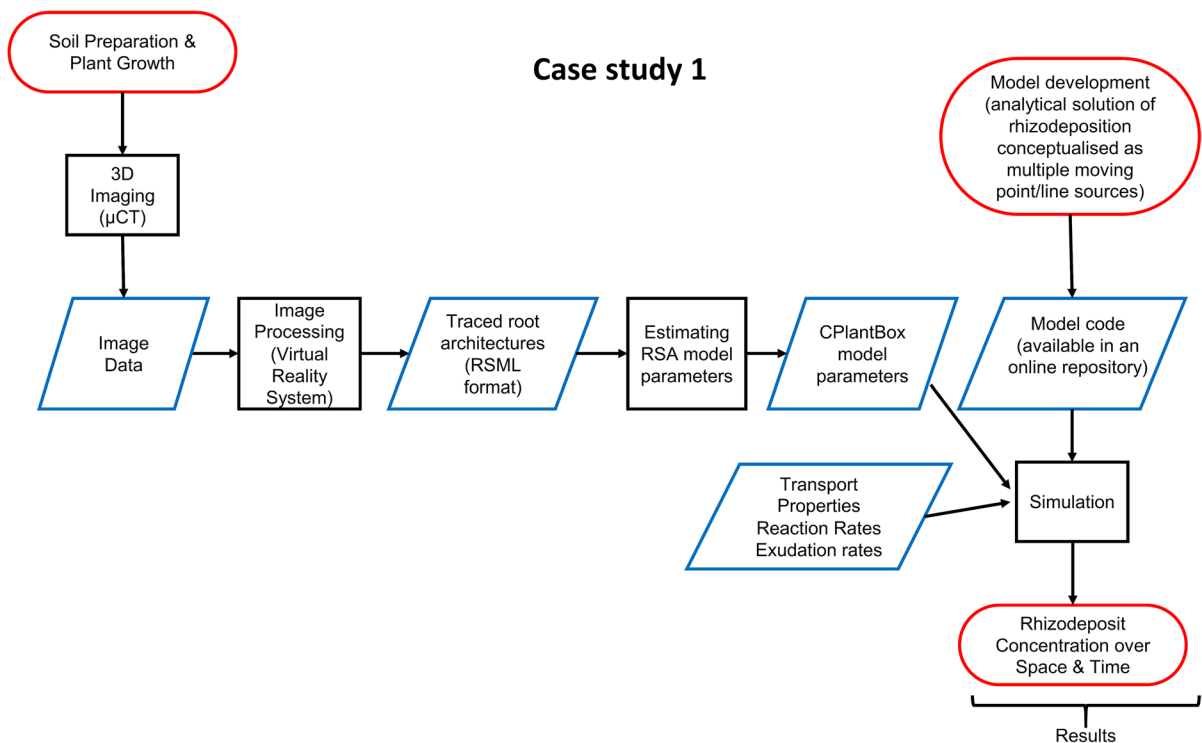 Case study 1
Soil Preparation &
Plant Growth
3D
Imaging
(µCT)
Image
Data
Image
Processing
(Virtual
Reality
System)
Traced root
architectures
(RSML
format)
Estimating
RSA model
parameters
CPlantBox
model
parameters
Model development
(analytical solution of
rhizodeposition
conceptualised as
multiple moving
point/line sources)
Model code
(available in an
online repository)
Transport
Properties
Reaction Rates
Exudation rates
Simulation
Rhizodeposit
Concentration over
Space & Time
Results